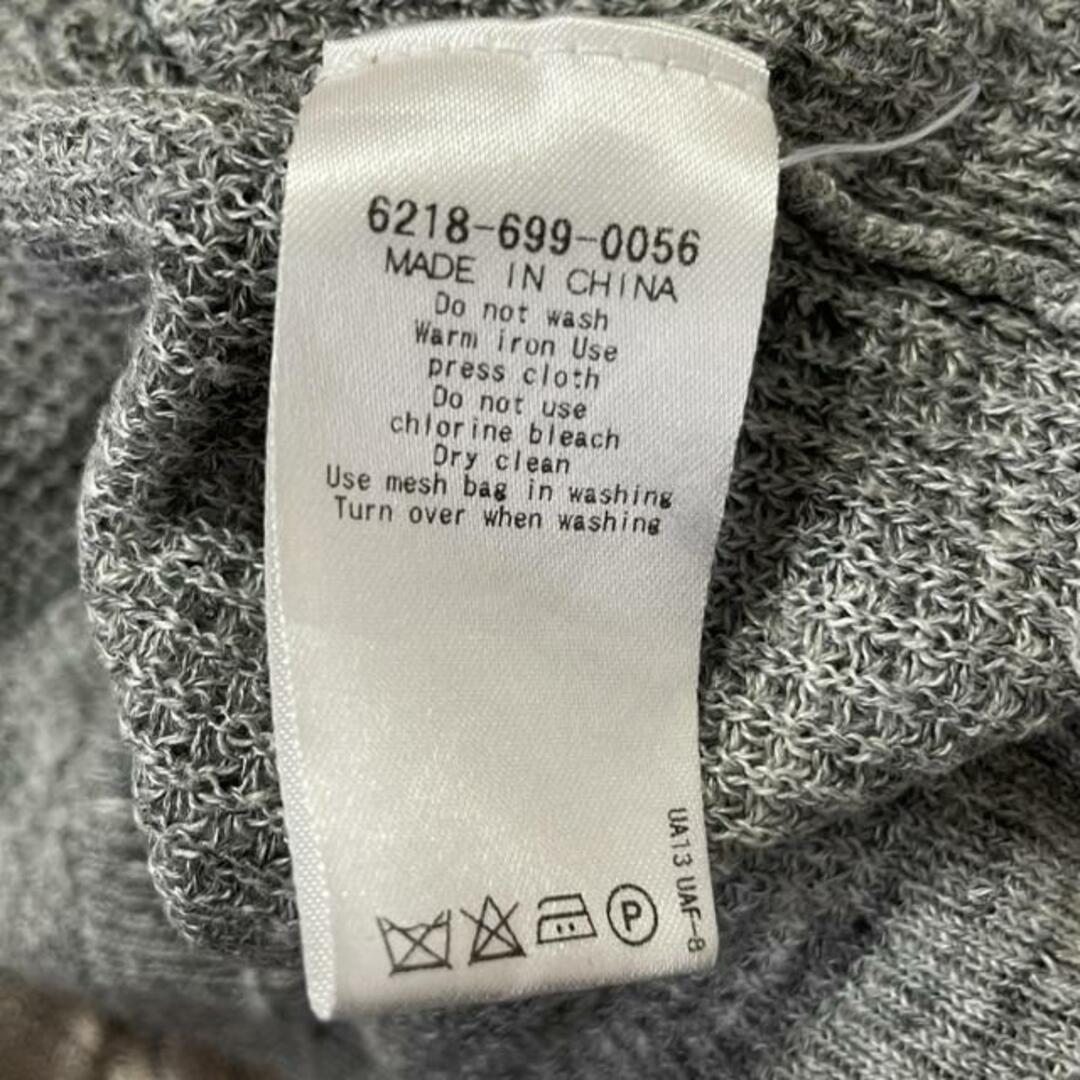 6218-699-0056
MADE IN CHINA
Do not wash
Warm iron Use
press cloth
Do not use
chlorine bleach
Dry clean
Use mesh bag in washing
Turn over when washing
UA13 UAF-8
P